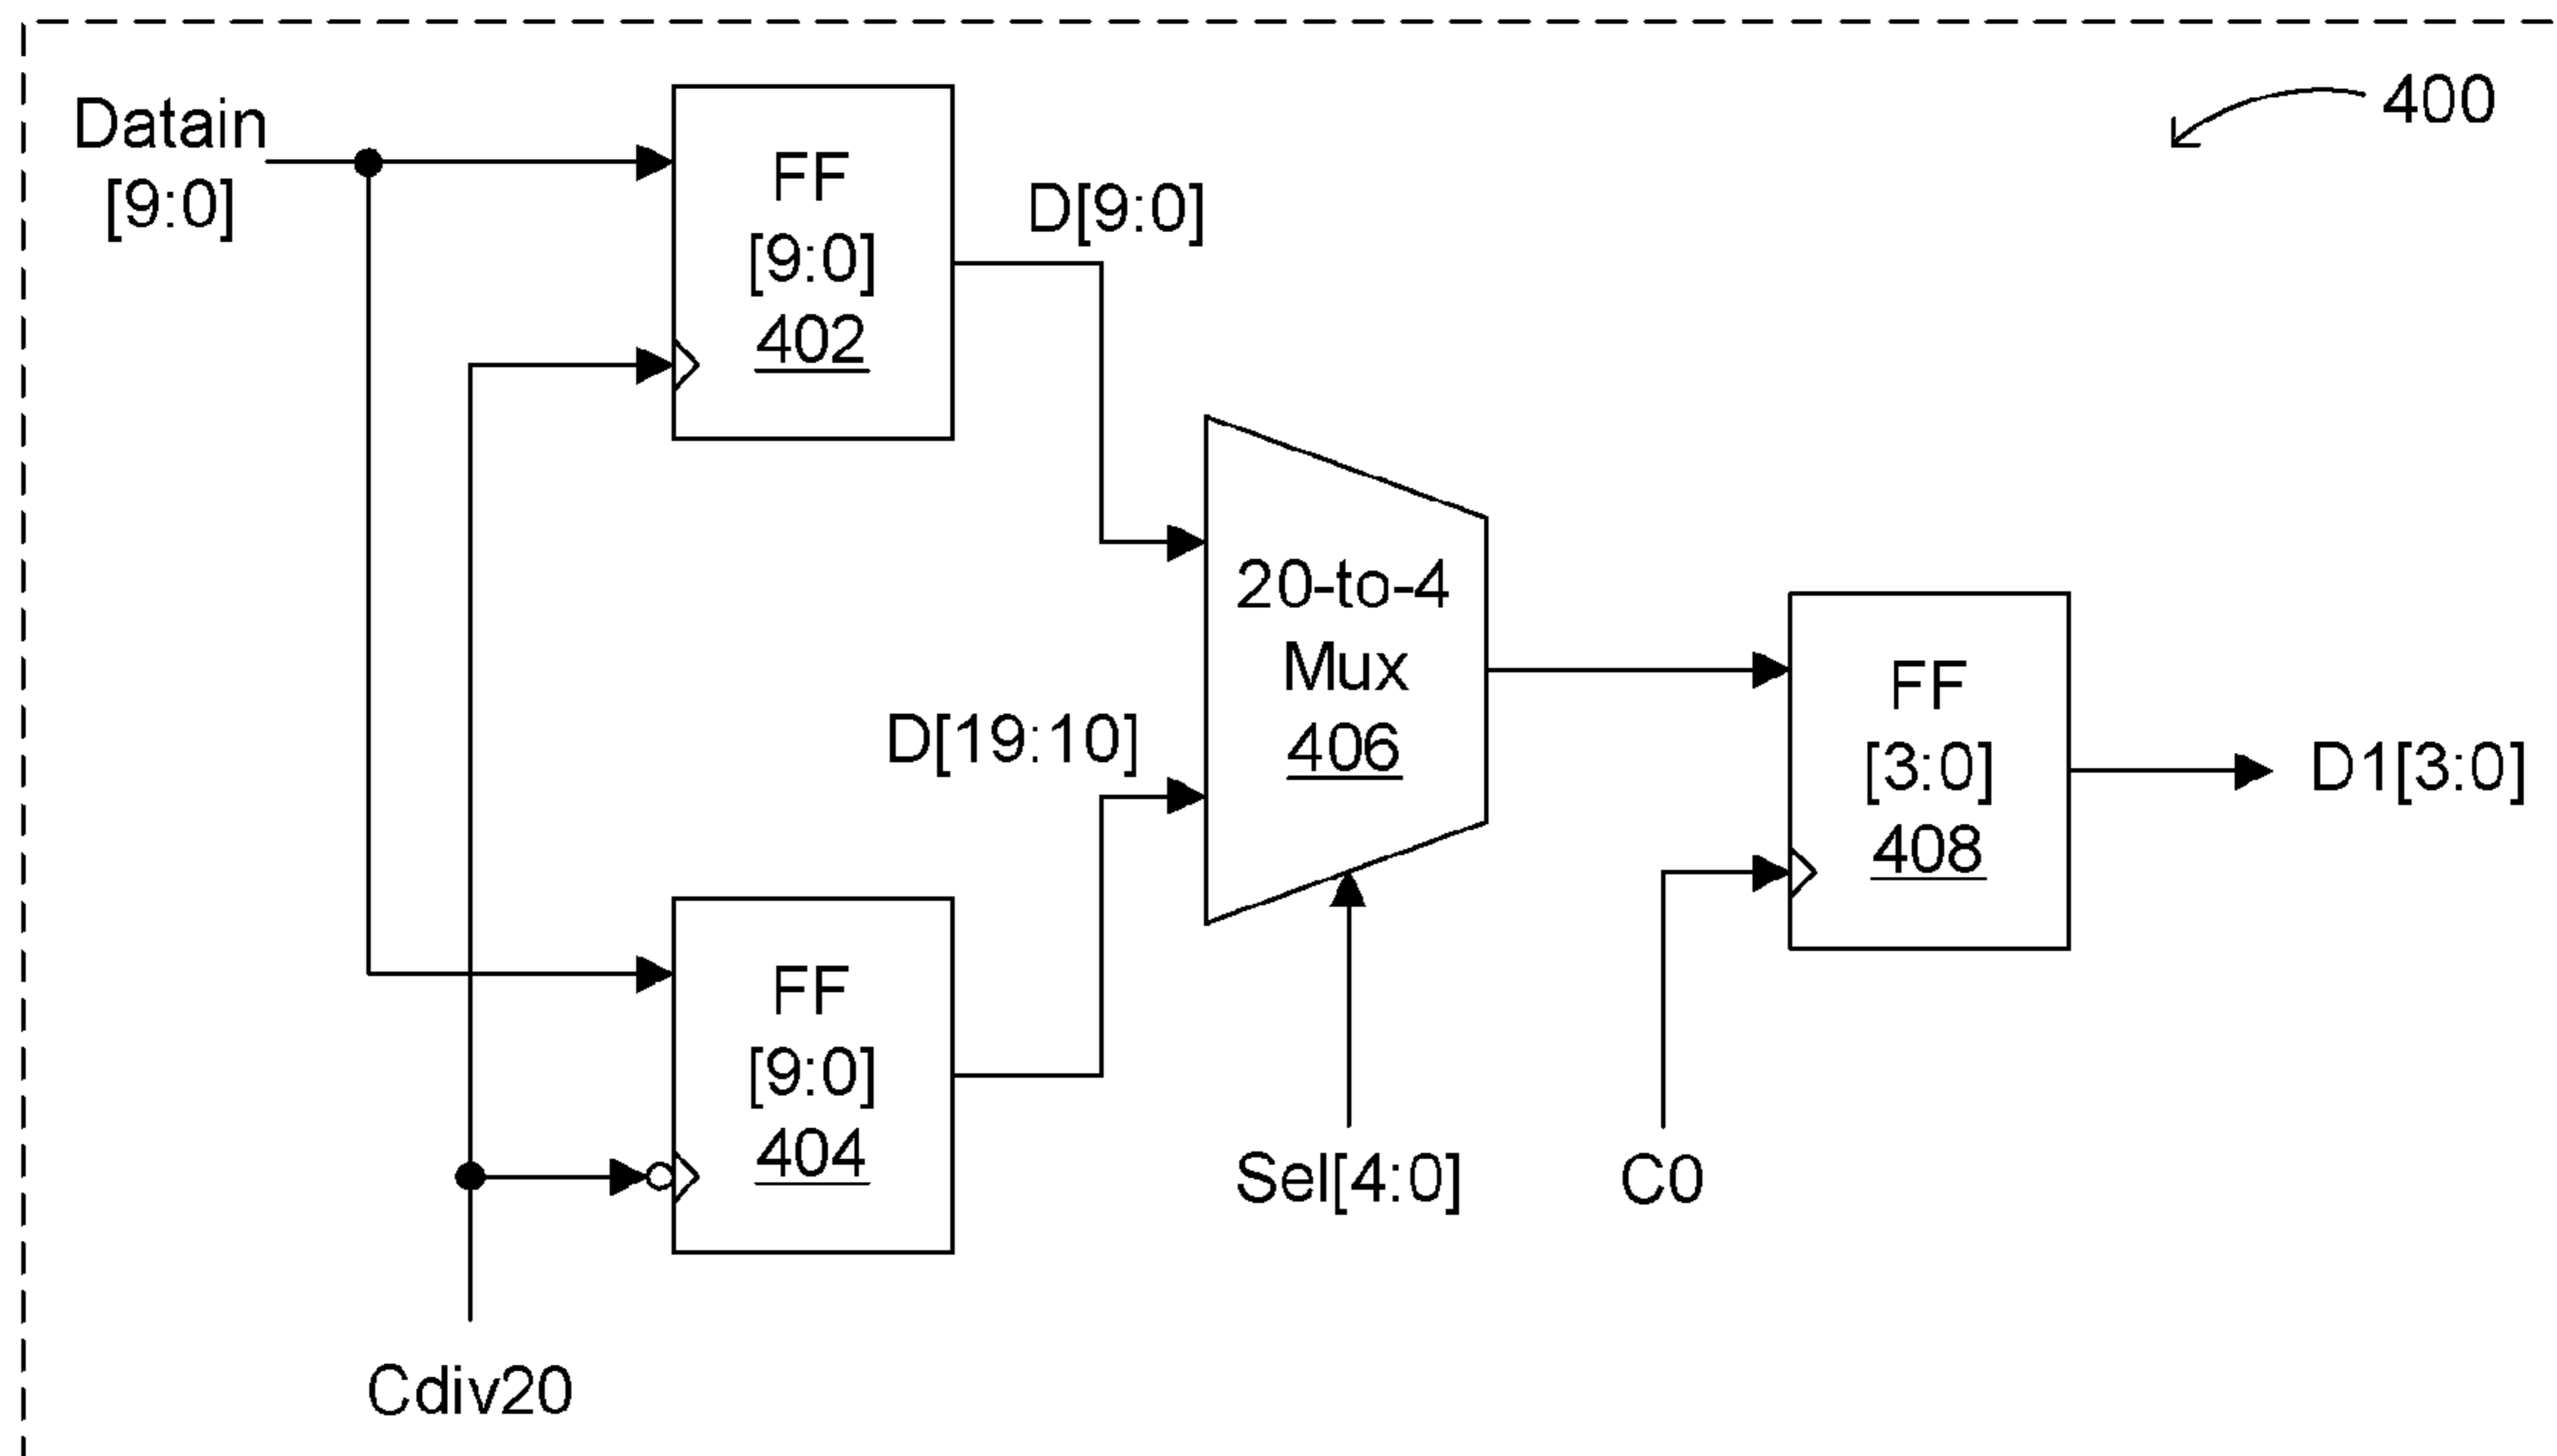 400
Datain
[9:0]
FF
[9:0]
402
D[9:0]
20-to-4
Mux
406
D[19:10]
FF
[3:0]
408
D1[3:0]
FF
[9:0]
404
Sel[4:0]
C0
Cdiv20